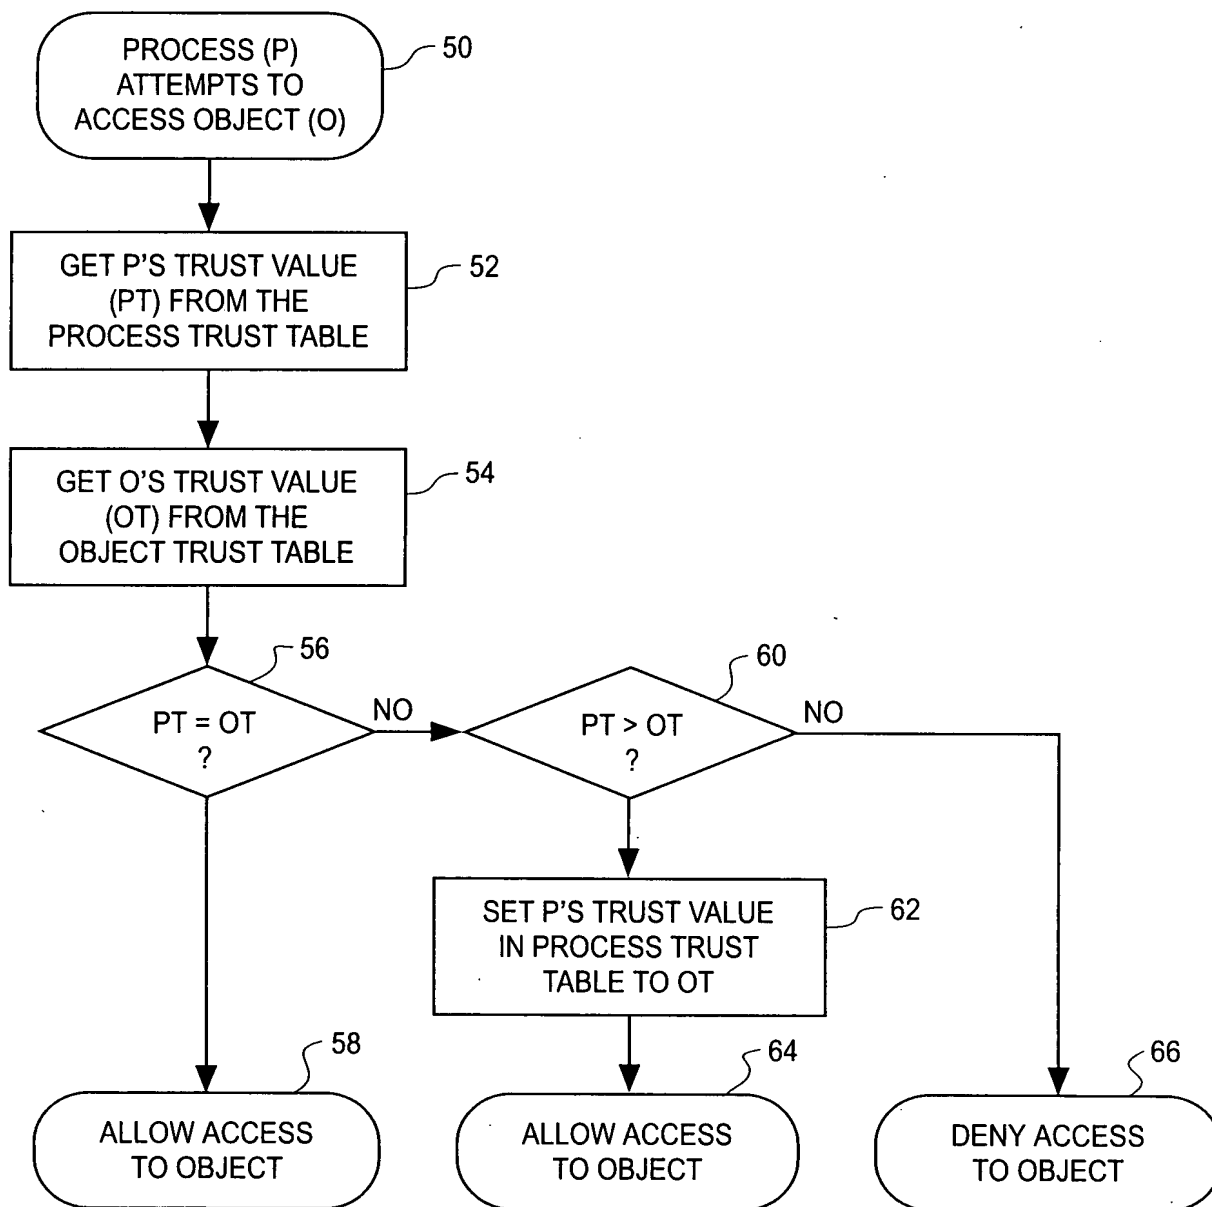 PROCESS (P)
ATTEMPTS TO
ACCESS OBJECT (O)
50
GET P'S TRUST VALUE
(PT) FROM THE
PROCESS TRUST TABLE
52
GET O'S TRUST VALUE
(OT) FROM THE
OBJECT TRUST TABLE
54
PT = OT
?
56
NO
PT > OT
?
60
NO
SET P'S TRUST VALUE
IN PROCESS TRUST
TABLE TO OT
62
ALLOW ACCESS
TO OBJECT
58
ALLOW ACCESS
TO OBJECT
64
DENY ACCESS
TO OBJECT
66